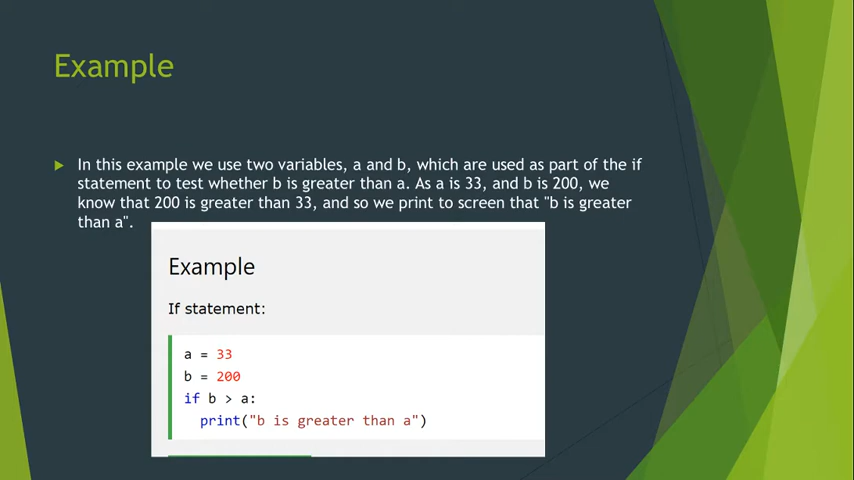 Example
In this example we use two variables, a and b, which are used as part of the if
statement to test whether b is greater than a. As a is 33, and b is 200, we
know that 200 is greater than 33, and so we print to screen that "b is greater
than a".
Example
If statement:
a = 33
b = 200
if b > a:
  print("b is greater than a")